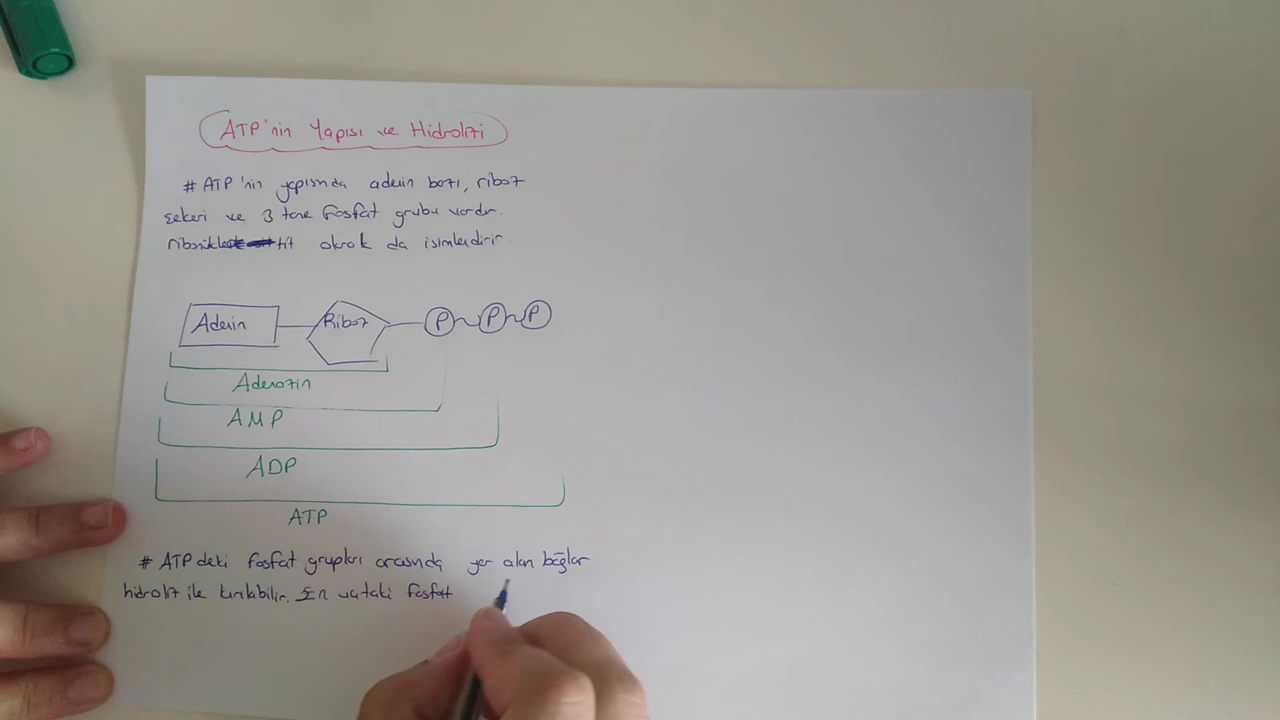 ATP'nin Yapısı ve Hidrolizi
# ATP'nin yapısında adenin bazı, riboz
şekeri ve 3 tane fosfat grubu vardır.
olarak da isimlendirir
Adenin Riboz P P P
Adenozin
AMP
ADP
ATP
# ATP deki fosfat grupları arasında yer alan bağlar
hidroliz ile kırılabilir. En uçtaki fosfat